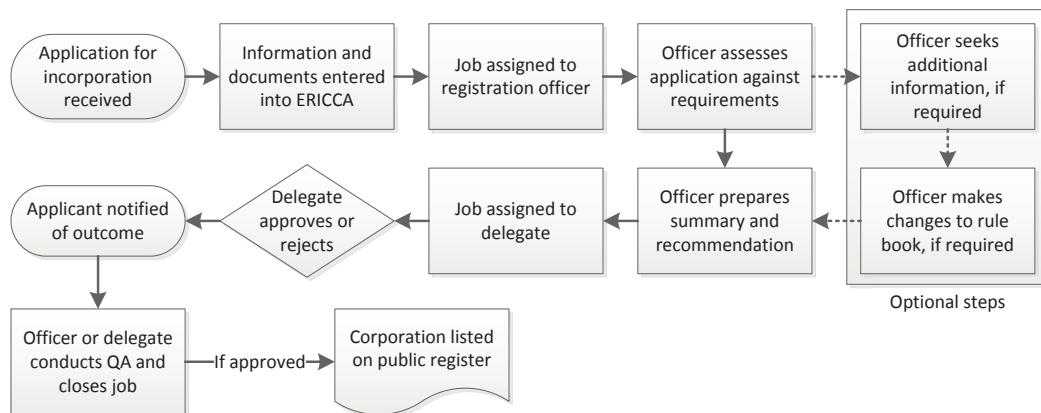 Application for
incorporation
received
Information and
documents entered
into ERICCA
Job assigned to
registration officer
Officer assesses
application against
requirements
Officer seeks
additional
information, if
required
Applicant notified
of outcome
Delegate
approves or
rejects
Job assigned to
delegate
Officer prepares
summary and
recommendation
Officer makes
changes to rule
book, if required
Optional steps
Officer or delegate
conducts QA and
closes job
If approved
Corporation listed
on public register